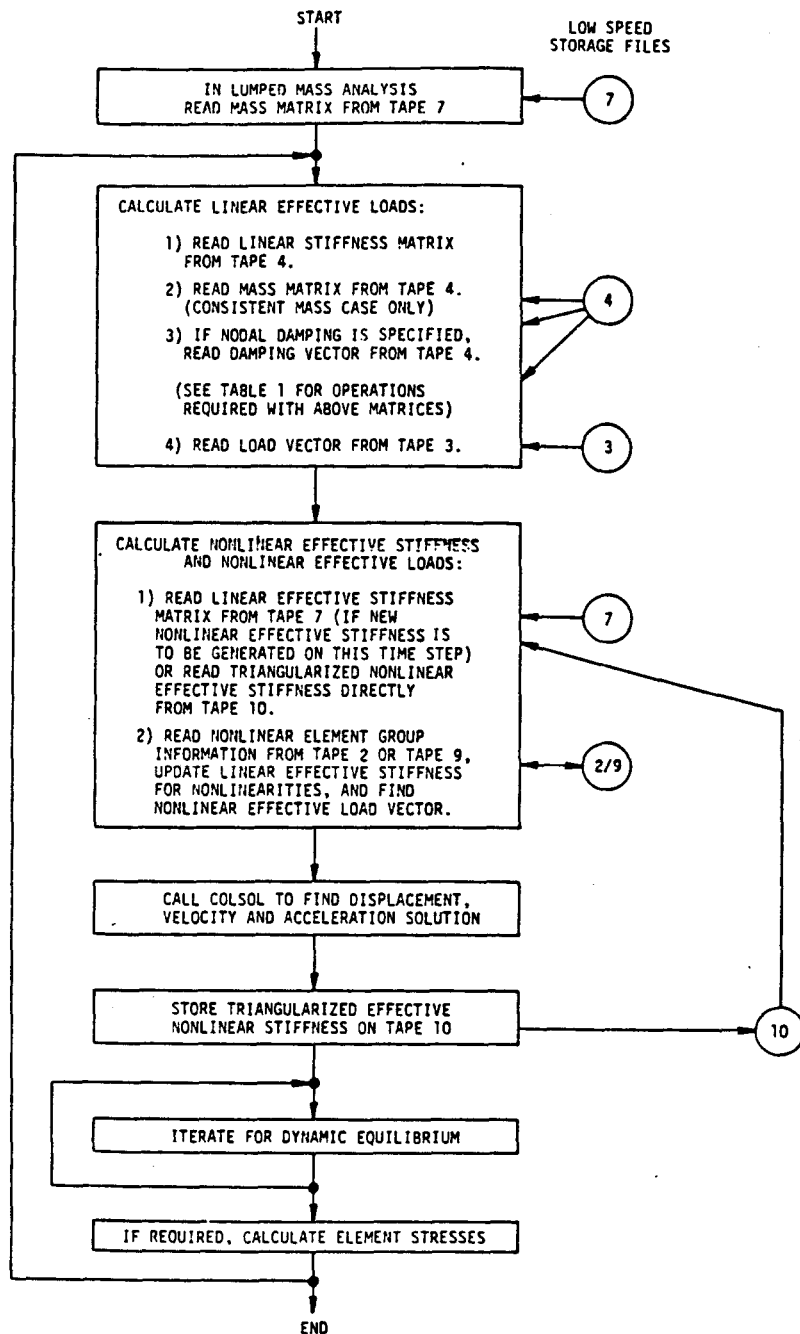 START
LOW SPEED
STORAGE FILES
IN LUMPED MASS ANALYSIS
READ MASS MATRIX FROM TAPE 7
7
CALCULATE LINEAR EFFECTIVE LOADS:
1) READ LINEAR STIFFNESS MATRIX
FROM TAPE 4.
2) READ MASS MATRIX FROM TAPE 4.
(CONSISTENT MASS CASE ONLY)
4
3) IF NODAL DAMPING IS SPECIFIED,
READ DAMPING VECTOR FROM TAPE 4.
(SEE TABLE 1 FOR OPERATIONS
REQUIRED WITH ABOVE MATRICES)
4) READ LOAD VECTOR FROM TAPE 3.
3
CALCULATE NONLINEAR EFFECTIVE STIFFNESS
AND NONLINEAR EFFECTIVE LOADS:
1) READ LINEAR EFFECTIVE STIFFNESS
MATRIX FROM TAPE 7 (IF NEW
NONLINEAR EFFECTIVE STIFFNESS IS
TO BE GENERATED ON THIS TIME STEP)
OR READ TRIANGULARIZED NONLINEAR
EFFECTIVE STIFFNESS DIRECTLY
FROM TAPE 10.
7
2) READ NONLINEAR ELEMENT GROUP
INFORMATION FROM TAPE 2 OR TAPE 9,
UPDATE LINEAR EFFECTIVE STIFFNESS
FOR NONLINEARITIES, AND FIND
NONLINEAR EFFECTIVE LOAD VECTOR.
2/9
CALL COLSOL TO FIND DISPLACEMENT,
VELOCITY AND ACCELERATION SOLUTION
STORE TRIANGULARIZED EFFECTIVE
NONLINEAR STIFFNESS ON TAPE 10
10
ITERATE FOR DYNAMIC EQUILIBRIUM
IF REQUIRED, CALCULATE ELEMENT STRESSES
END